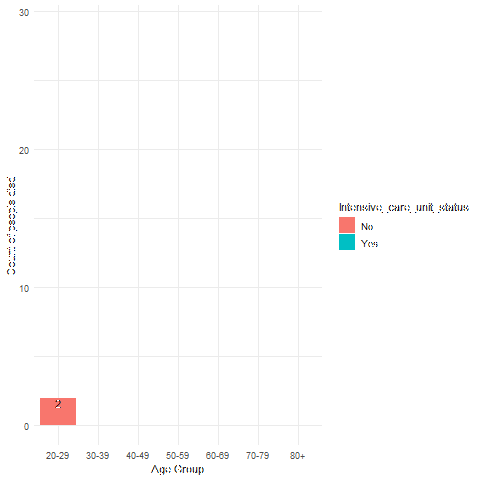 30
20
10
0
Count of people died
2
20-29
30-39
40-49
50-59
60-69
70-79
80+
Age Group
Intensive_care_unit_status
No
Yes